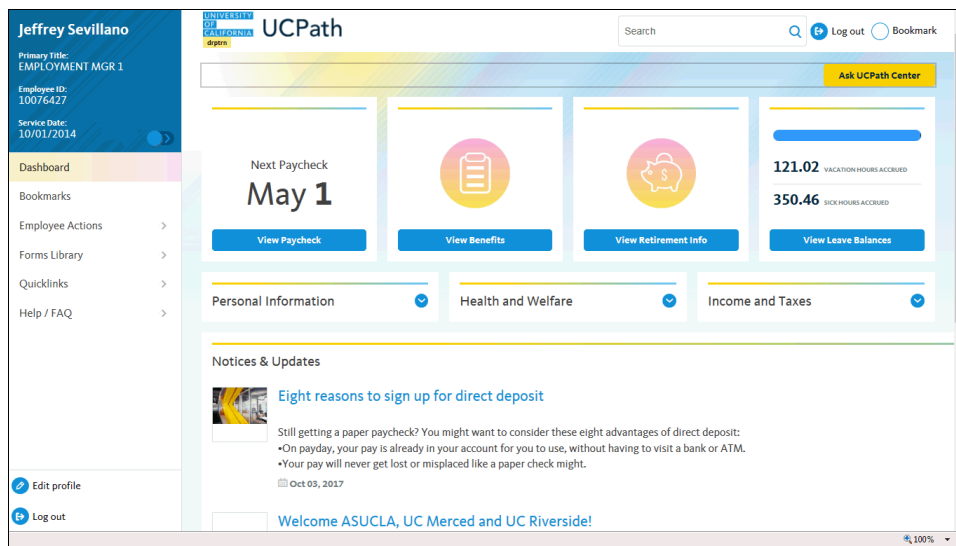 Jeffrey Sevillano
Primary Title:
EMPLOYMENT MGR 1
Employee ID:
10076427
Service Date:
10/01/2014
Dashboard
Bookmarks
Employee Actions
Forms Library
Quicklinks
Help / FAQ
Edit profile
Log out
UNIVERSITY
OF
CALIFORNIA
drptrn
UCPath
Search
Log out
Bookmark
Ask UCPath Center
Next Paycheck
May 1
View Paycheck
View Benefits
$
View Retirement Info
121.02 VACATION HOURS ACCRUED
350.46 SICK HOURS ACCRUED
View Leave Balances
Personal Information
Health and Welfare
Income and Taxes
Notices & Updates
Eight reasons to sign up for direct deposit
Still getting a paper paycheck? You might want to consider these eight advantages of direct deposit:
•On payday, your pay is already in your account for you to use, without having to visit a bank or ATM.
•Your pay will never get lost or misplaced like a paper check might.
Oct 03, 2017
Welcome ASUCLA, UC Merced and UC Riverside!
100%